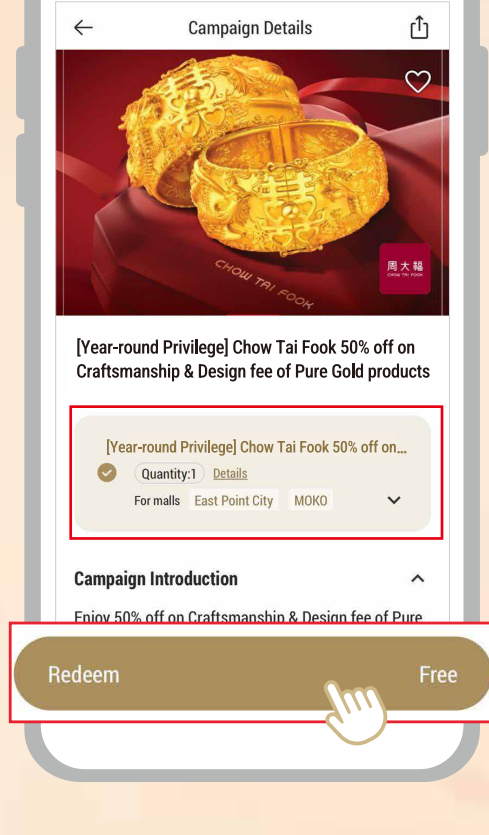 Campaign Details
CHOW TAI FOOK
周大福
CHOW TAI FOOK
[Year-round Privilege] Chow Tai Fook 50% off on
Craftsmanship & Design fee of Pure Gold products
[Year-round Privilege] Chow Tai Fook 50% off on...
Quantity:1 Details
For malls East Point City MOKO
Campaign Introduction
Enjoy 50% off on Craftsmanship & Design fee of Pure
Redeem Free